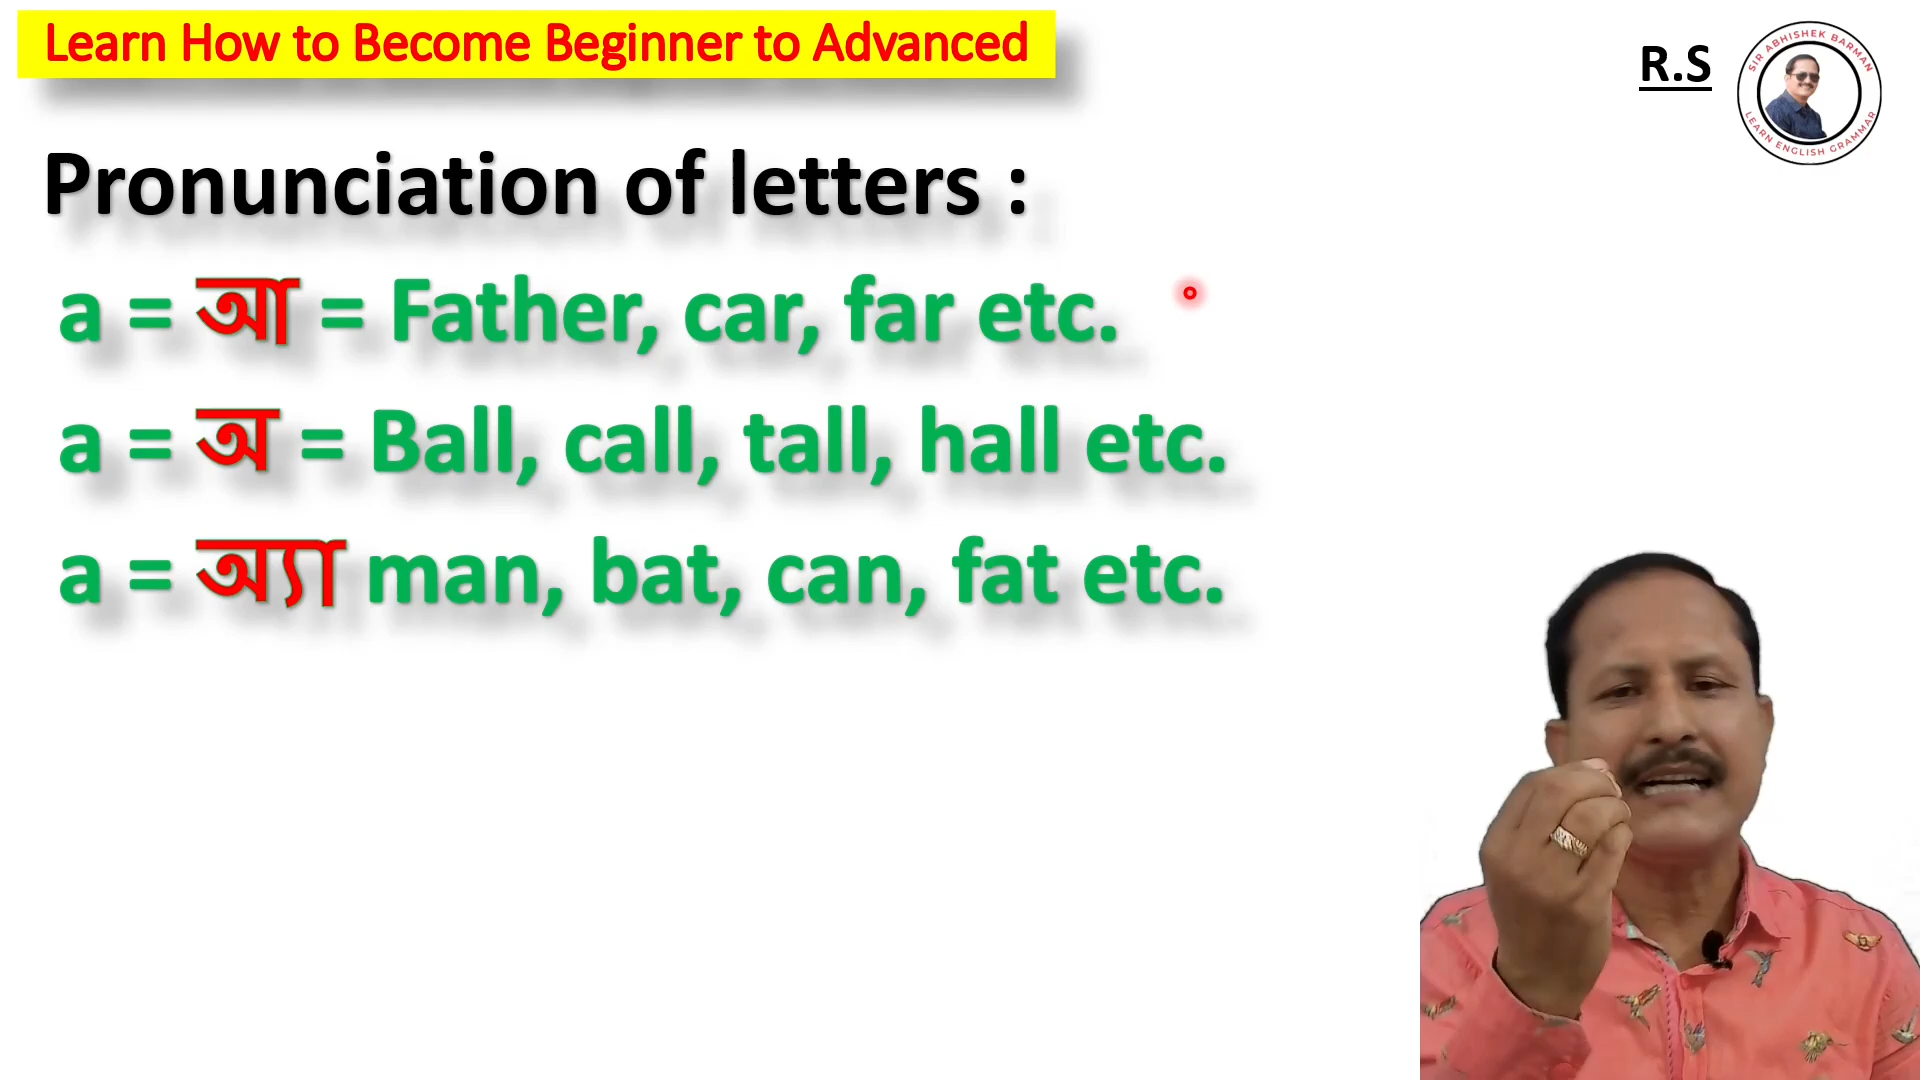 Learn How to Become Beginner to Advanced
R.S
SIR ABHISHEK BARMAN
LEARN ENGLISH GRAMMAR
Pronunciation of letters :
a = আ = Father, car, far etc.
a = অ = Ball, call, tall, hall etc.
a = অ্যা man, bat, can, fat etc.